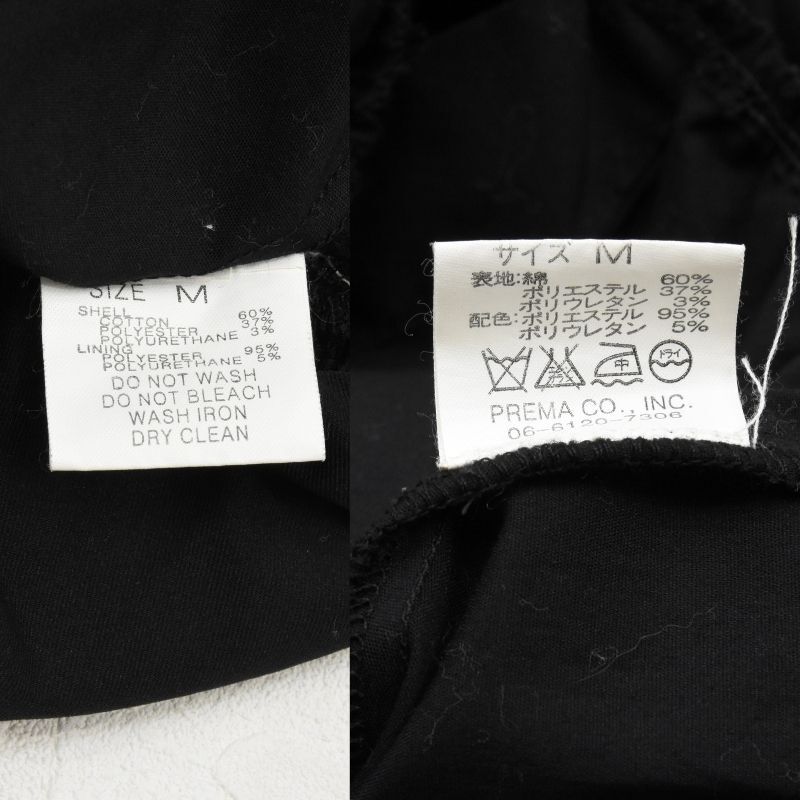 SIZE M
SHELL
COTTON 60%
POLYESTER 37%
POLYURETHANE 3%
LINING
POLYESTER 95%
POLYURETHANE 5%
DO NOT WASH
DO NOT BLEACH
WASH IRON
DRY CLEAN
サイズ M
表地:綿 60%
ポリエステル 37%
ポリウレタン 3%
配色:ポリエステル 95%
ポリウレタン 5%
中 ドライ
PREMA CO., INC.
06-6120-7306